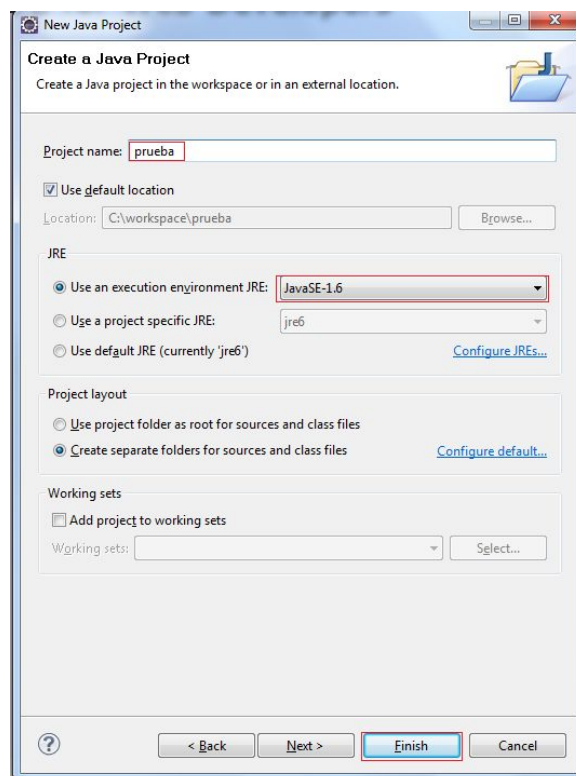 New Java Project
Create a Java Project
Create a Java project in the workspace or in an external location.
Project name: prueba
Use default location
Location: C:\workspace\prueba
Browse...
JRE
Use an execution environment JRE: JavaSE-1.6
Use a project specific JRE: jre6
Use default JRE (currently 'jre6') Configure JREs...
Project layout
Use project folder as root for sources and class files
Create separate folders for sources and class files Configure default...
Working sets
Add project to working sets
Working sets: Select...
< Back Next > Finish Cancel